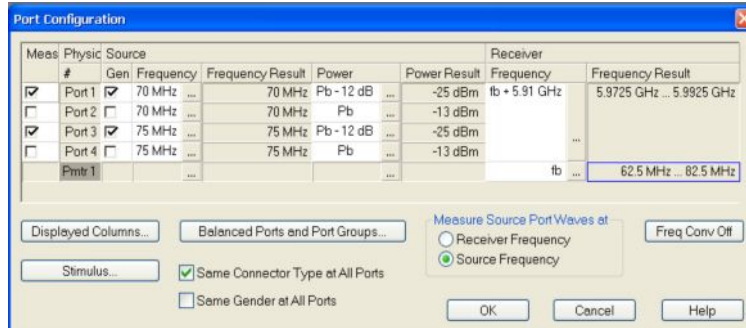 Port Configuration
Meas Physic Source Receiver
# Gen Frequency Frequency Result Power Power Result Frequency Frequency Result
Port 1 70 MHz ... 70 MHz Pb - 12 dB ... -25 dBm fb + 5.91 GHz 5.9725 GHz ... 5.9925 GHz
Port 2 70 MHz ... 70 MHz Pb ... -13 dBm
Port 3 75 MHz ... 75 MHz Pb - 12 dB ... -25 dBm
Port 4 75 MHz ... 75 MHz Pb ... -13 dBm ...
Pmtr 1 ... ... fb ... 62.5 MHz ... 82.5 MHz
Displayed Columns...
Balanced Ports and Port Groups...
Measure Source Port Waves at
Receiver Frequency
Source Frequency
Freq Conv Off
Stimulus...
Same Connector Type at All Ports
Same Gender at All Ports
OK
Cancel
Help